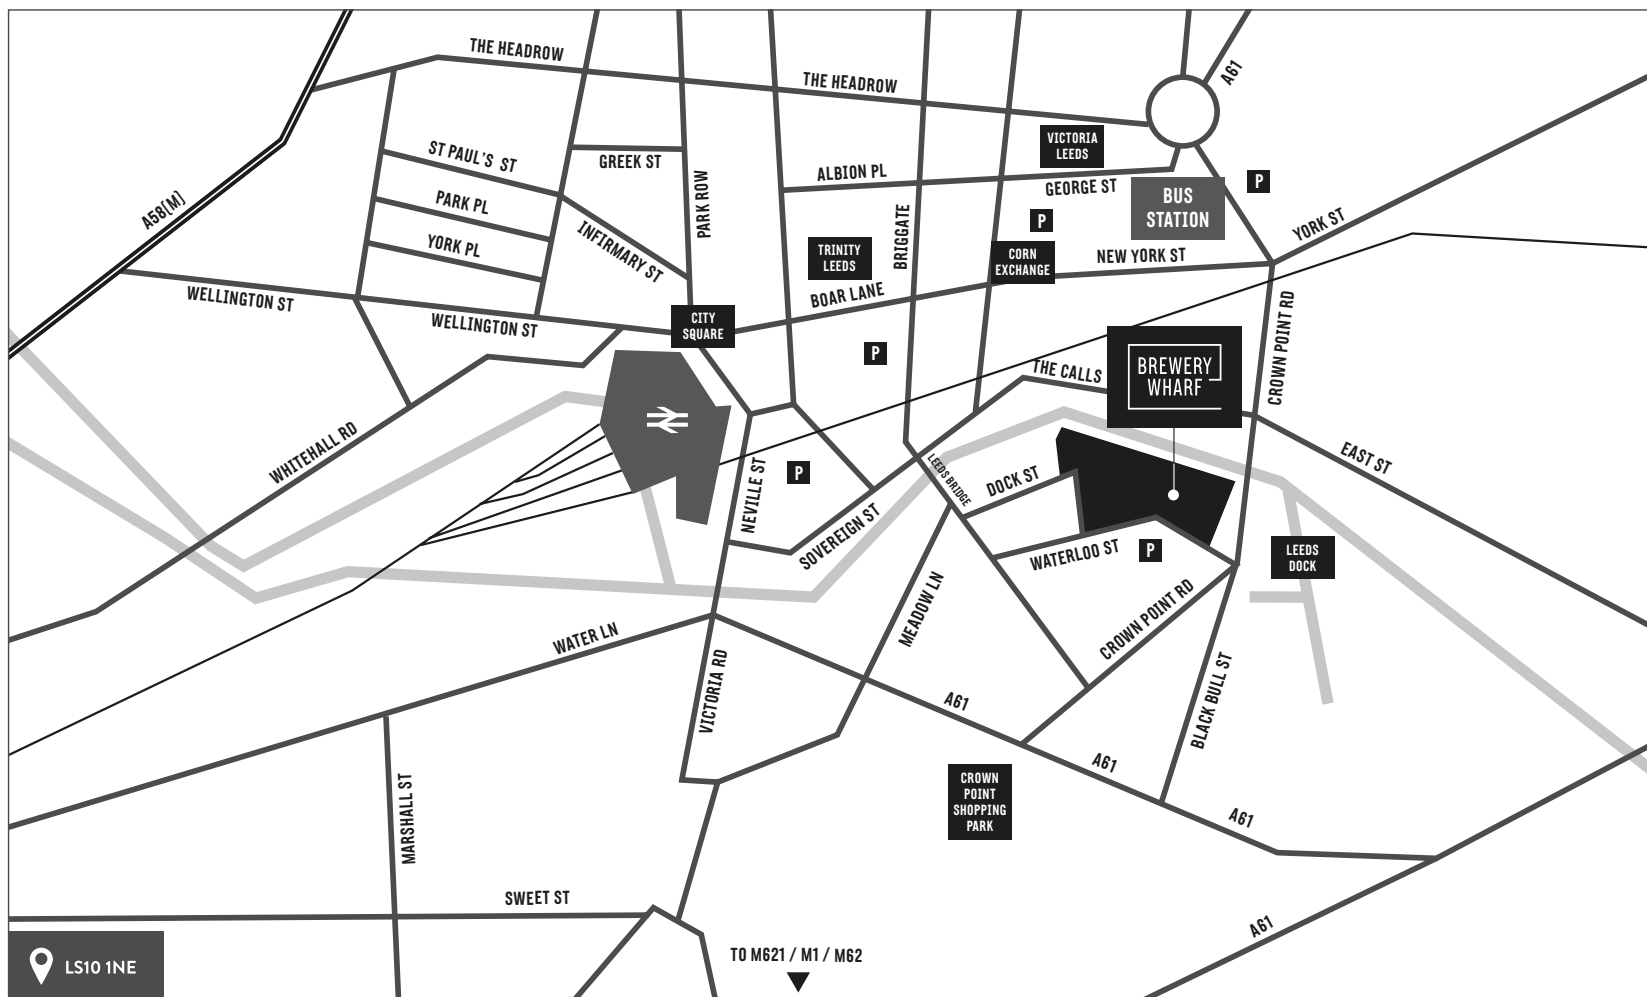 THE HEADROW
THE HEADROW
A61
VICTORIA
LEEDS
ST PAUL'S ST
GREEK ST
ALBION PL
GEORGE ST
P
BUS
STATION
A58(M)
PARK PL
PARK ROW
P
YORK ST
YORK PL
INFIRMARY ST
TRINITY
LEEDS
BRIGGATE
CORN
EXCHANGE
NEW YORK ST
WELLINGTON ST
WELLINGTON ST
CITY
SQUARE
BOAR LANE
CROWN POINT RD
P
THE CALLS
BREWERY
WHARF
WHITEHALL RD
EAST ST
NEVILLE ST
P
LEEDS BRIDGE
DOCK ST
SOVEREIGN ST
WATERLOO ST
P
LEEDS
DOCK
WATER LN
MEADOW LN
CROWN POINT RD
VICTORIA RD
A61
BLACK BULL ST
A61
CROWN
POINT
SHOPPING
PARK
MARSHALL ST
A61
SWEET ST
A61
TO M621 / M1 / M62
LS10 1NE